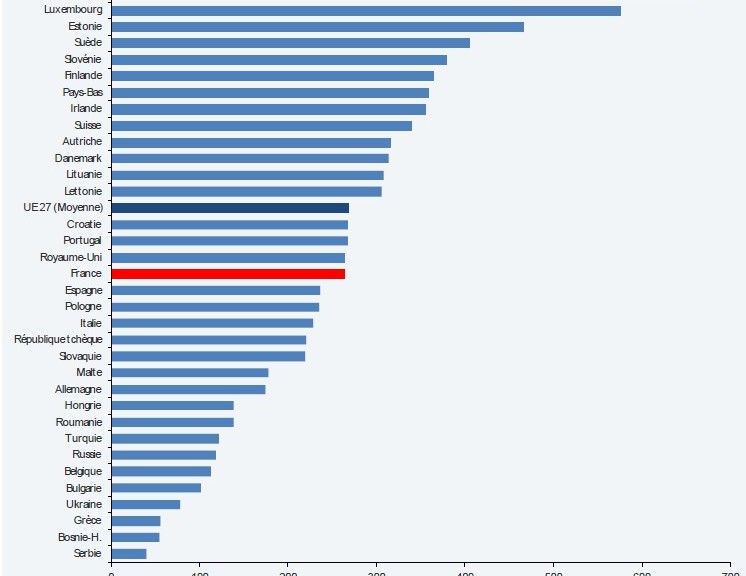 Luxembourg
Estonie
Suède
Slovénie
Finlande
Pays-Bas
Irlande
Suisse
Autriche
Danemark
Lituanie
Lettonie
UE27 (Moyenne)
Croatie
Portugal
Royaume-Uni
France
Espagne
Pologne
Italie
République tchèque
Slovaquie
Malte
Allemagne
Hongrie
Roumanie
Turquie
Russie
Belgique
Bulgarie
Ukraine
Grèce
Bosnie-H.
Serbie
0 100 200 300 400 500 600 700